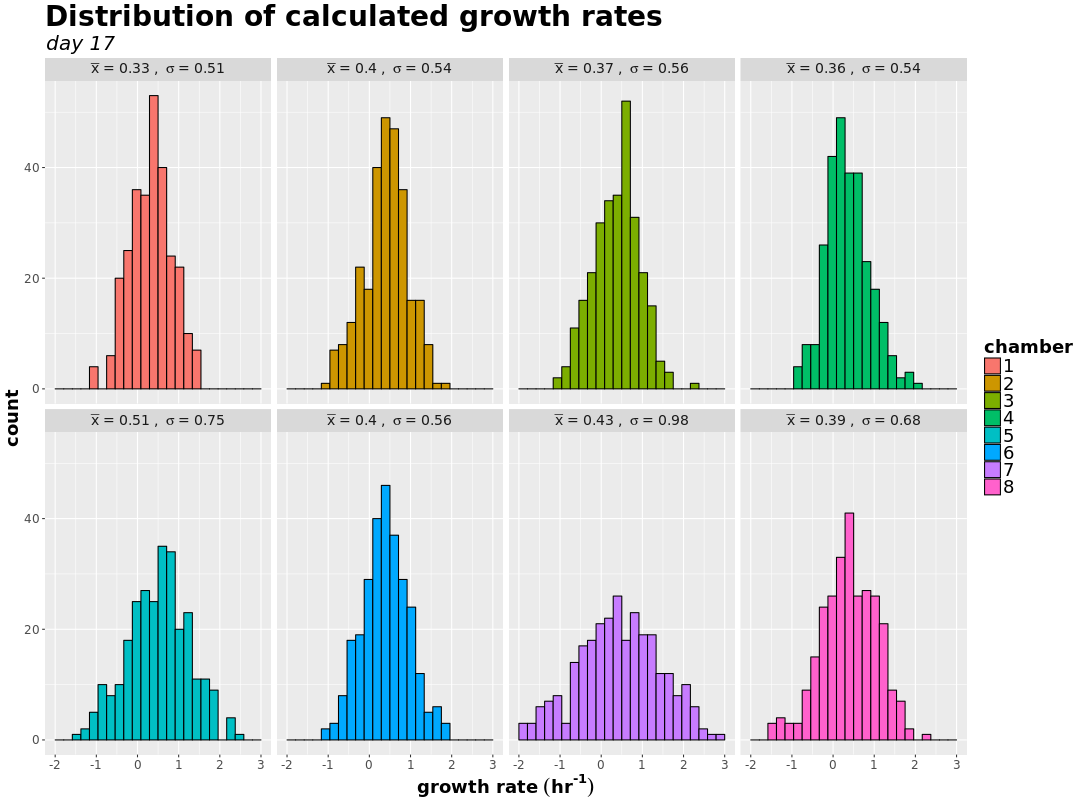 Distribution of calculated growth rates
day 17
x̅ = 0.33 , σ = 0.51
x̅ = 0.4 , σ = 0.54
x̅ = 0.37 , σ = 0.56
x̅ = 0.36 , σ = 0.54
40
20
0
x̅ = 0.51 , σ = 0.75
x̅ = 0.4 , σ = 0.56
x̅ = 0.43 , σ = 0.98
x̅ = 0.39 , σ = 0.68
40
20
0
-2 -1 0 1 2 3
-2 -1 0 1 2 3
-2 -1 0 1 2 3
-2 -1 0 1 2 3
count
growth rate (hr⁻¹)
chamber
1
2
3
4
5
6
7
8